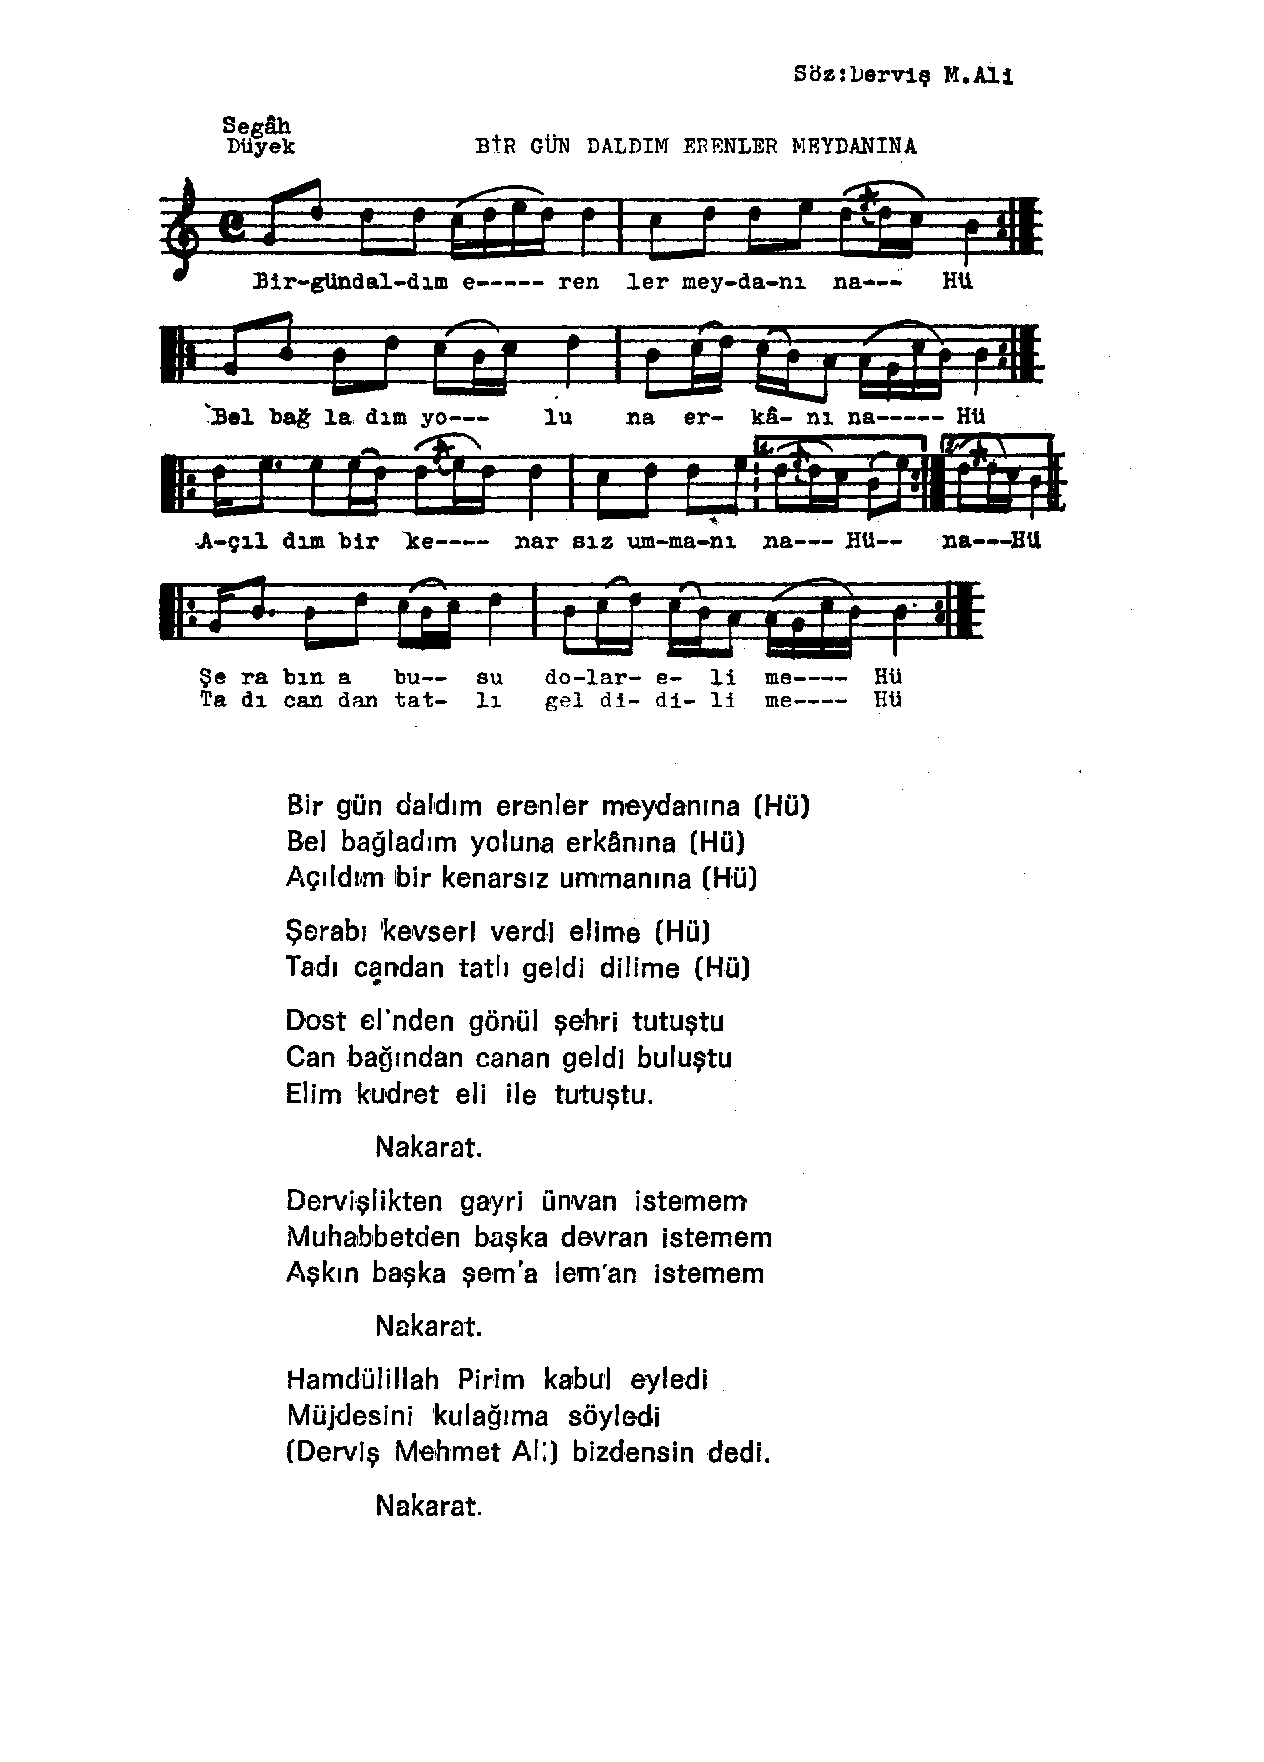 Söz:Derviş M.Ali
Segâh
Düyek
BİR GÜN DALDIM ERENLER MEYDANINA
Bir-gündal-dım e----- ren ler mey-da-nı na--- Hü
Bel bağ la dım yo--- lu na er- kâ- nı na----- Hü
1. 2.
A-çıl dım bir ke---- nar sız um-ma-nı na--- Hü-- na---Hü
Şe ra bın a bu-- su do-lar- e- li me---- Hü
Ta dı can dan tat- lı gel di- di- li me---- Hü
Bir gün daldım erenler meydanına (Hü)
Bel bağladım yoluna erkânına (Hü)
Açıldım bir kenarsız ummanına (Hü)
Şerabı kevseri verdi elime (Hü)
Tadı candan tatlı geldi dilime (Hü)
Dost el'nden gönül şehri tutuştu
Can bağından canan geldi buluştu
Elim kudret eli ile tutuştu.
Nakarat.
Dervişlikten gayri ünvan istemem
Muhabbetden başka devran istemem
Aşkın başka şem'a lem'an istemem
Nakarat.
Hamdülillah Pirim kabul eyledi
Müjdesini kulağıma söyledi
(Derviş Mehmet Ali) bizdensin dedi.
Nakarat.